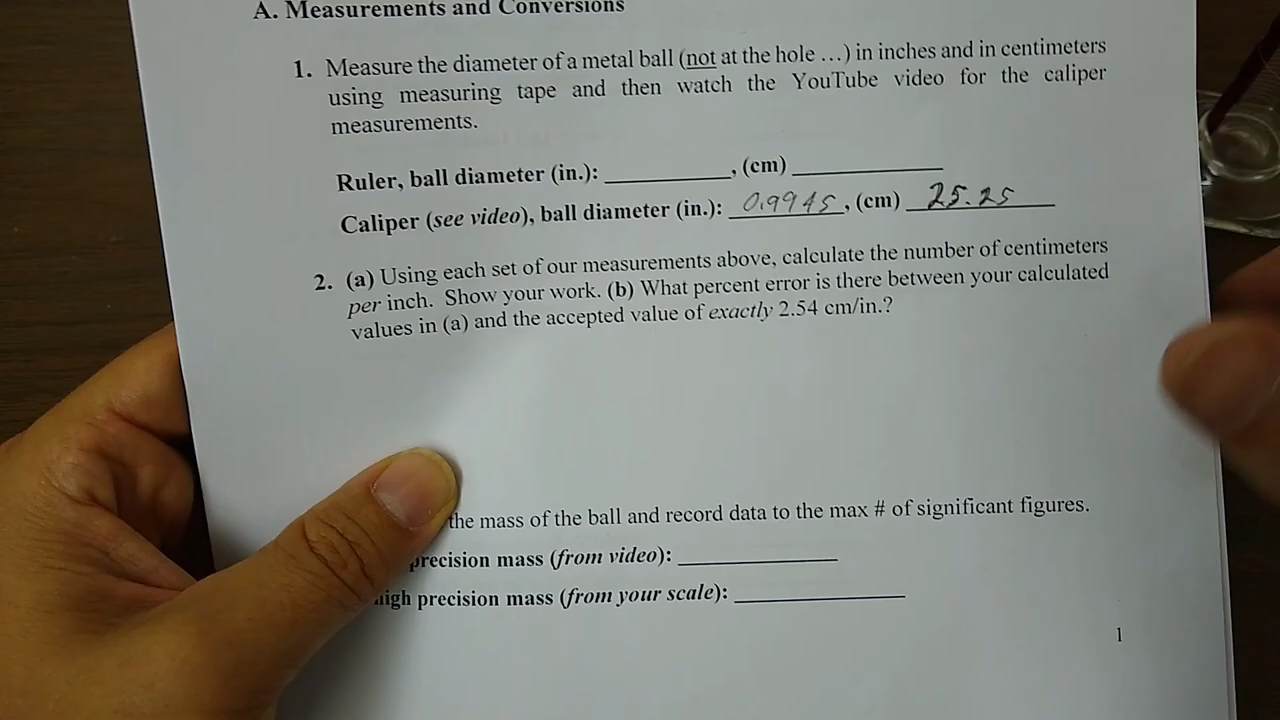 A. Measurements and Conversions
1. Measure the diameter of a metal ball (not at the hole …) in inches and in centimeters
using measuring tape and then watch the YouTube video for the caliper
measurements.
Ruler, ball diameter (in.): __________, (cm) ____________
Caliper (see video), ball diameter (in.): 0.9945, (cm) 25.25
2. (a) Using each set of our measurements above, calculate the number of centimeters
per inch. Show your work. (b) What percent error is there between your calculated
values in (a) and the accepted value of exactly 2.54 cm/in.?
the mass of the ball and record data to the max # of significant figures.
precision mass (from video): ____________
high precision mass (from your scale): ____________
1